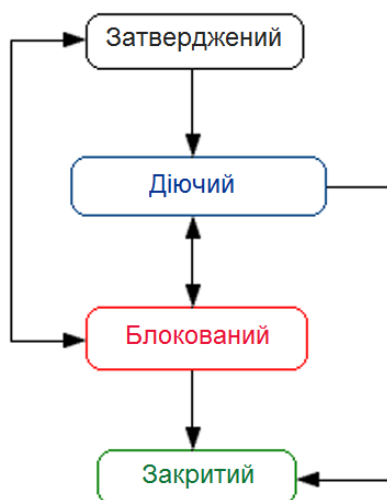 Затверджений
Діючий
Блокований
Закритий